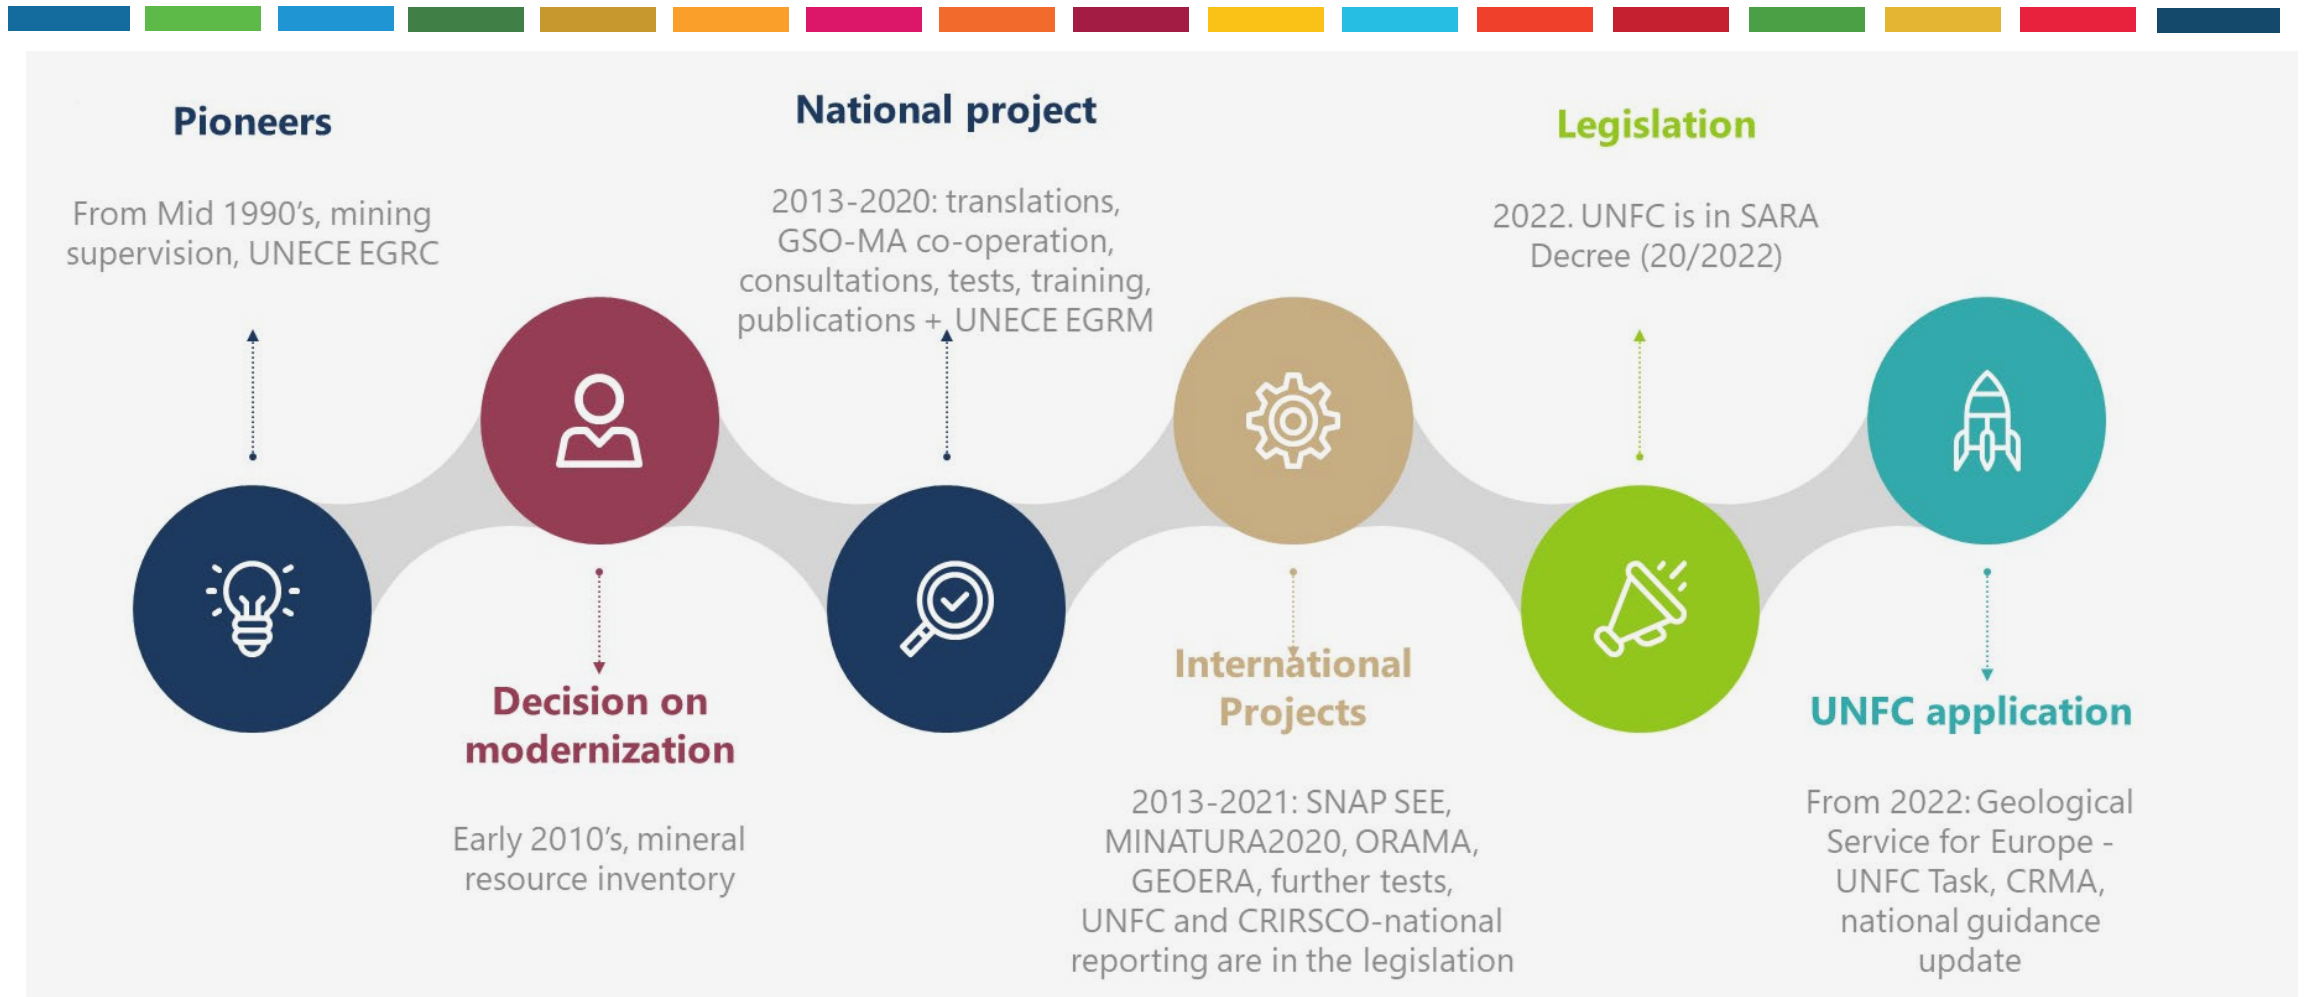 Pioneers
From Mid 1990's, mining
supervision, UNECE EGRC
Decision on
modernization
Early 2010's, mineral
resource inventory
National project
2013-2020: translations,
GSO-MA co-operation,
consultations, tests, training,
publications + UNECE EGRM
International
Projects
2013-2021: SNAP SEE,
MINATURA2020, ORAMA,
GEOERA, further tests,
UNFC and CRIRSCO-national
reporting are in the legislation
Legislation
2022. UNFC is in SARA
Decree (20/2022)
UNFC application
From 2022: Geological
Service for Europe -
UNFC Task, CRMA,
national guidance
update